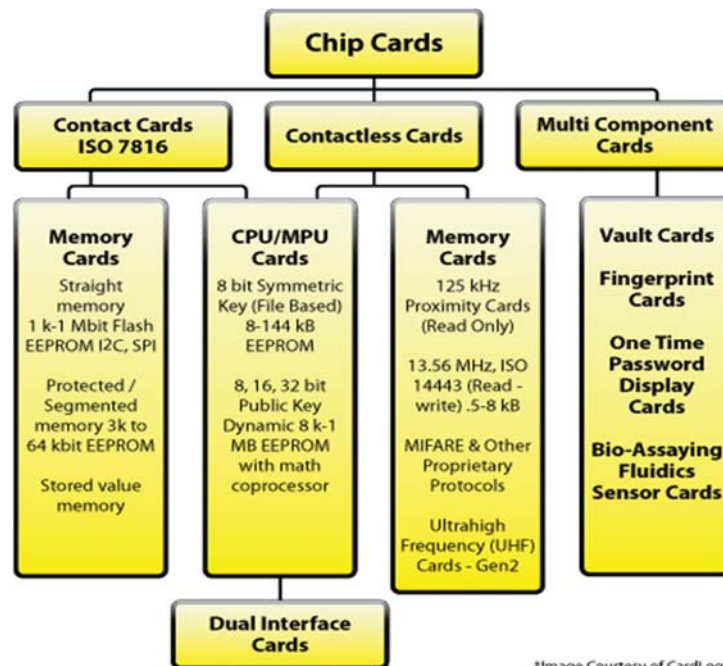 Chip Cards
Contact Cards
ISO 7816
Contactless Cards
Multi Component
Cards
Memory
Cards
Straight
memory
1 k-1 Mbit Flash
EEPROM I²C, SPI
Protected /
Segmented
memory 3k to
64 kbit EEPROM
Stored value
memory
CPU/MPU
Cards
8 bit Symmetric
Key (File Based)
8-144 kB
EEPROM
8, 16, 32 bit
Public Key
Dynamic 8 k-1
MB EEPROM
with math
coprocessor
Memory
Cards
125 kHz
Proximity Cards
(Read Only)
13.56 MHz, ISO
14443 (Read -
write) .5-8 kB
MIFARE & Other
Proprietary
Protocols
Ultrahigh
Frequency (UHF)
Cards - Gen2
Vault Cards
Fingerprint
Cards
One Time
Password
Display
Cards
Bio-Assaying
Fluidics
Sensor Cards
Dual Interface
Cards
*Image Courtesy of